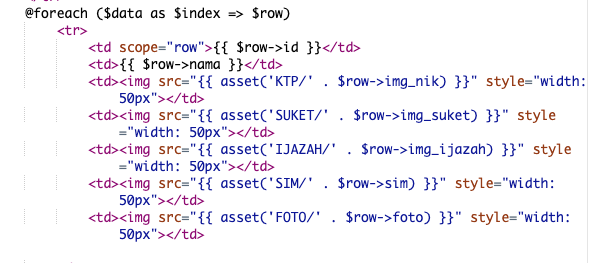 @foreach ($data as $index => $row)
<tr>
<td scope="row">{{ $row->id }}</td>
<td>{{ $row->nama }}</td>
<td><img src="{{ asset('KTP/' . $row->img_nik) }}" style="width:
50px"></td>
<td><img src="{{ asset('SUKET/' . $row->img_suket) }}" style
="width: 50px"></td>
<td><img src="{{ asset('IJAZAH/' . $row->img_ijazah) }}" style
="width: 50px"></td>
<td><img src="{{ asset('SIM/' . $row->sim) }}" style="width:
50px"></td>
<td><img src="{{ asset('FOTO/' . $row->foto) }}" style="width:
50px"></td>